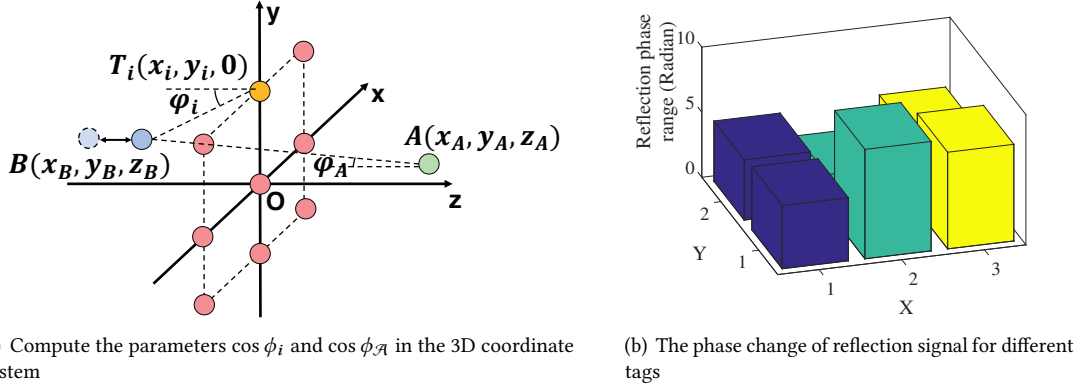 y
T_i(x_i, y_i, 0)
φ_i
x
A(x_A, y_A, z_A)
B(x_B, y_B, z_B)
φ_A
O
z
) Compute the parameters cos ϕ_i and cos ϕ_𝒜 in the 3D coordinate
stem
Reflection phase
range (Radian)
10
5
0
2
1
Y
1
2
3
X
(b) The phase change of reflection signal for different
tags